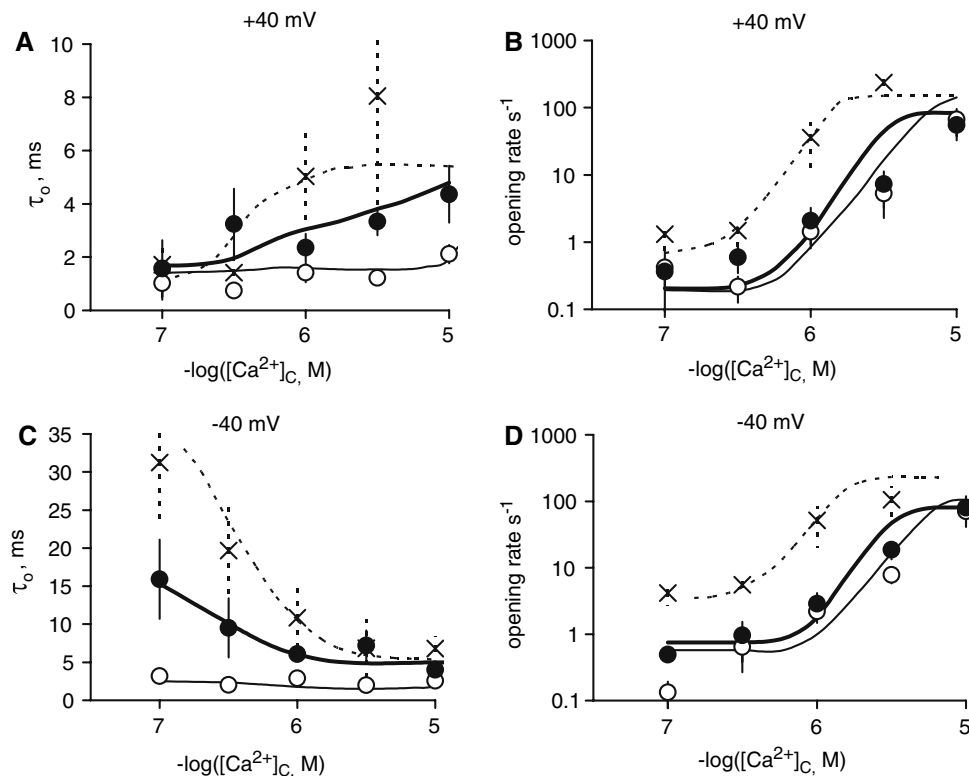 A
+40 mV
10
8
6
4
2
0
τo, ms
7
6
5
-log([Ca2+]C, M)
B
+40 mV
1000
100
10
1
0.1
opening rate s-1
7
6
5
-log([Ca2+]C, M)
C
-40 mV
35
30
25
20
15
10
5
0
τo, ms
7
6
5
-log([Ca2+]C, M)
D
-40 mV
1000
100
10
1
0.1
opening rate s-1
7
6
5
-log([Ca2+]C, M)